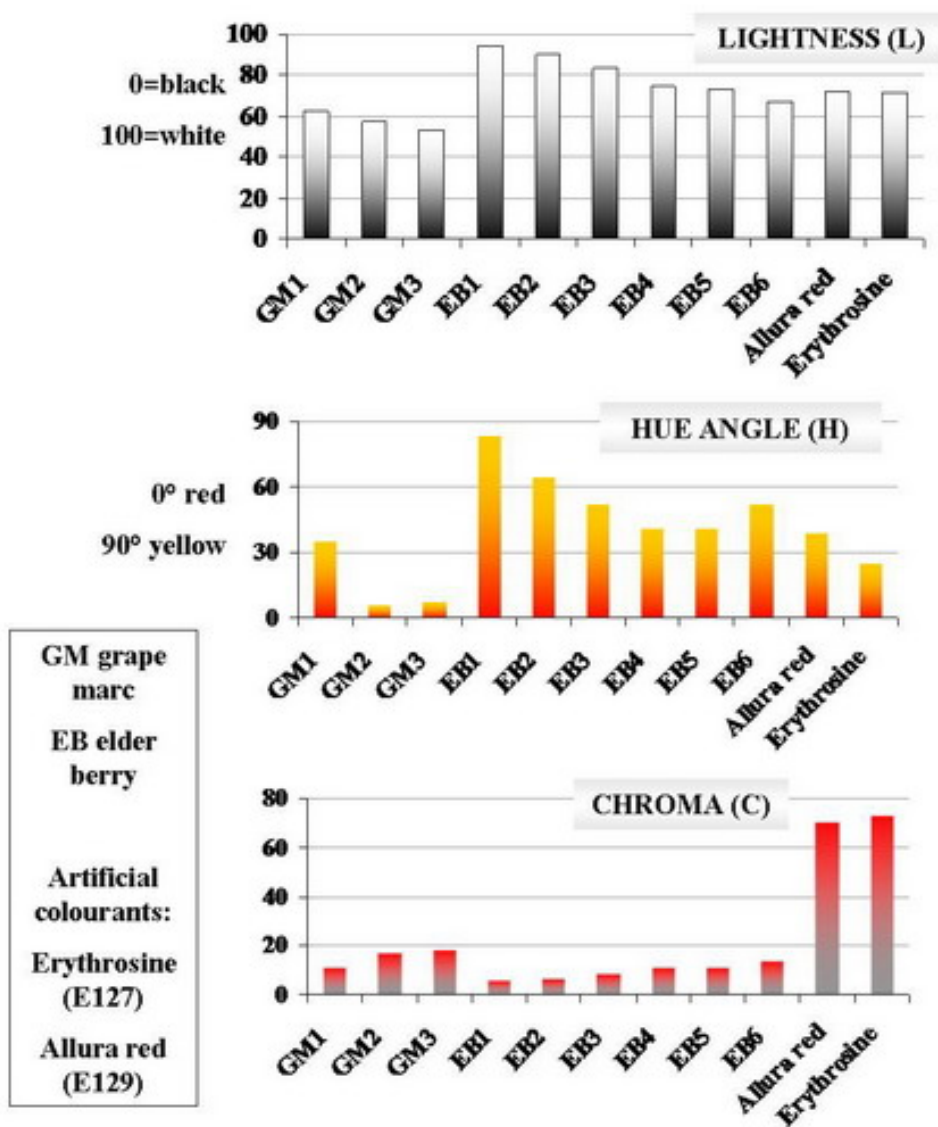 LIGHTNESS (L)
0=black
100=white
100
80
60
40
20
0
GM1
GM2
GM3
EB1
EB2
EB3
EB4
EB5
EB6
Allura red
Erythrosine
HUE ANGLE (H)
0° red
90° yellow
90
60
30
0
GM1
GM2
GM3
EB1
EB2
EB3
EB4
EB5
EB6
Allura red
Erythrosine
GM grape
marc
EB elder
berry
Artificial
colourants:
Erythrosine
(E127)
Allura red
(E129)
CHROMA (C)
80
60
40
20
0
GM1
GM2
GM3
EB1
EB2
EB3
EB4
EB5
EB6
Allura red
Erythrosine